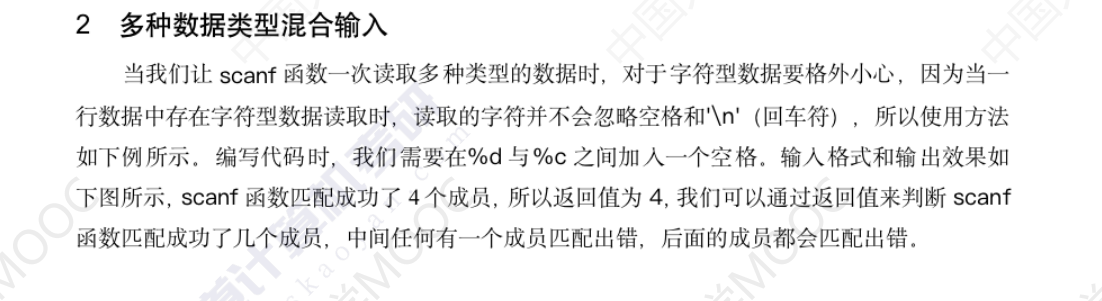 2 多种数据类型混合输入
当我们让 scanf 函数一次读取多种类型的数据时，对于字符型数据要格外小心，因为当一
行数据中存在字符型数据读取时，读取的字符并不会忽略空格和'\n'（回车符），所以使用方法
如下例所示。编写代码时，我们需要在%d 与%c 之间加入一个空格。输入格式和输出效果如
下图所示, scanf 函数匹配成功了 4 个成员, 所以返回值为 4, 我们可以通过返回值来判断 scanf
函数匹配成功了几个成员，中间任何有一个成员匹配出错，后面的成员都会匹配出错。